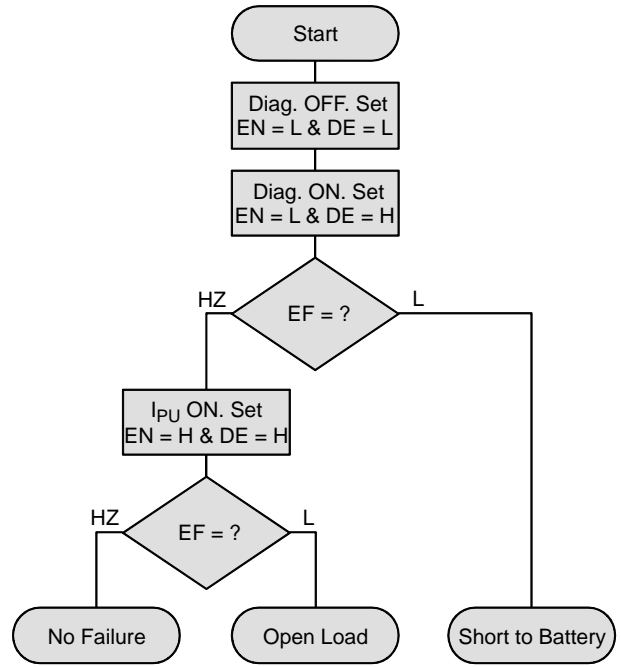 Start
Diag. OFF. Set
EN = L & DE = L
Diag. ON. Set
EN = L & DE = H
HZ
EF = ?
L
IPU ON. Set
EN = H & DE = H
HZ
EF = ?
L
No Failure
Open Load
Short to Battery